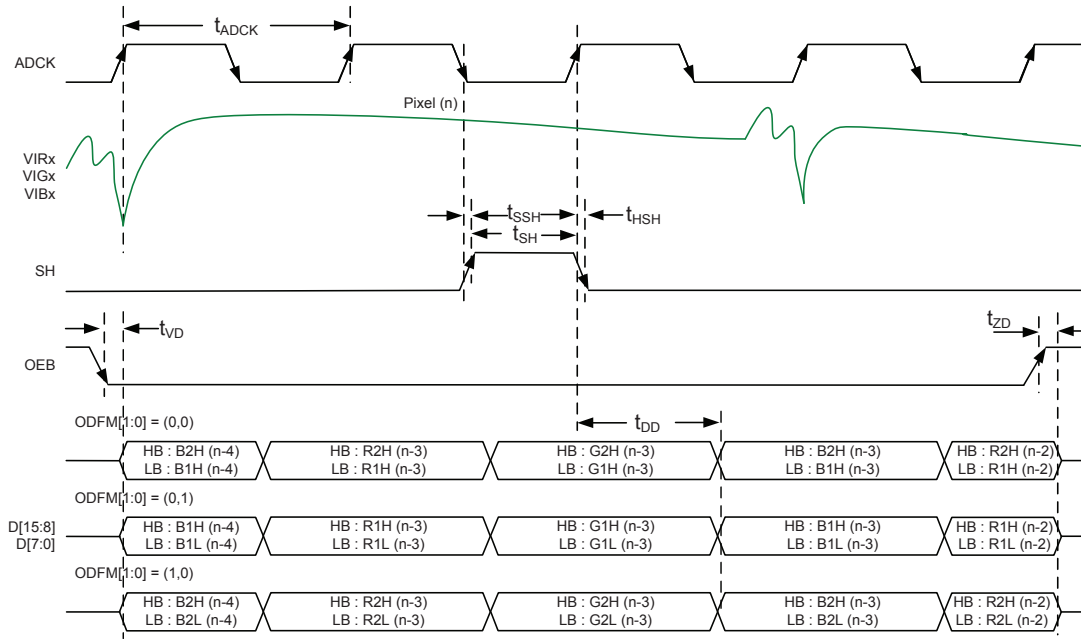 tADCK
ADCK
Pixel (n)
VIRx
VIGx
VIBx
tSSH
tHSH
tSH
SH
tVD
tZD
OEB
ODFM[1:0] = (0,0)
tDD
HB : B2H (n-4) HB : R2H (n-3) HB : G2H (n-3) HB : B2H (n-3) HB : R2H (n-2)
LB : B1H (n-4) LB : R1H (n-3) LB : G1H (n-3) LB : B1H (n-3) LB : R1H (n-2)
ODFM[1:0] = (0,1)
D[15:8]
D[7:0]
HB : B1H (n-4) HB : R1H (n-3) HB : G1H (n-3) HB : B1H (n-3) HB : R1H (n-2)
LB : B1L (n-4) LB : R1L (n-3) LB : G1L (n-3) LB : B1L (n-3) LB : R1L (n-2)
ODFM[1:0] = (1,0)
HB : B2H (n-4) HB : R2H (n-3) HB : G2H (n-3) HB : B2H (n-3) HB : R2H (n-2)
LB : B2L (n-4) LB : R2L (n-3) LB : G2L (n-3) LB : B2L (n-3) LB : R2L (n-2)